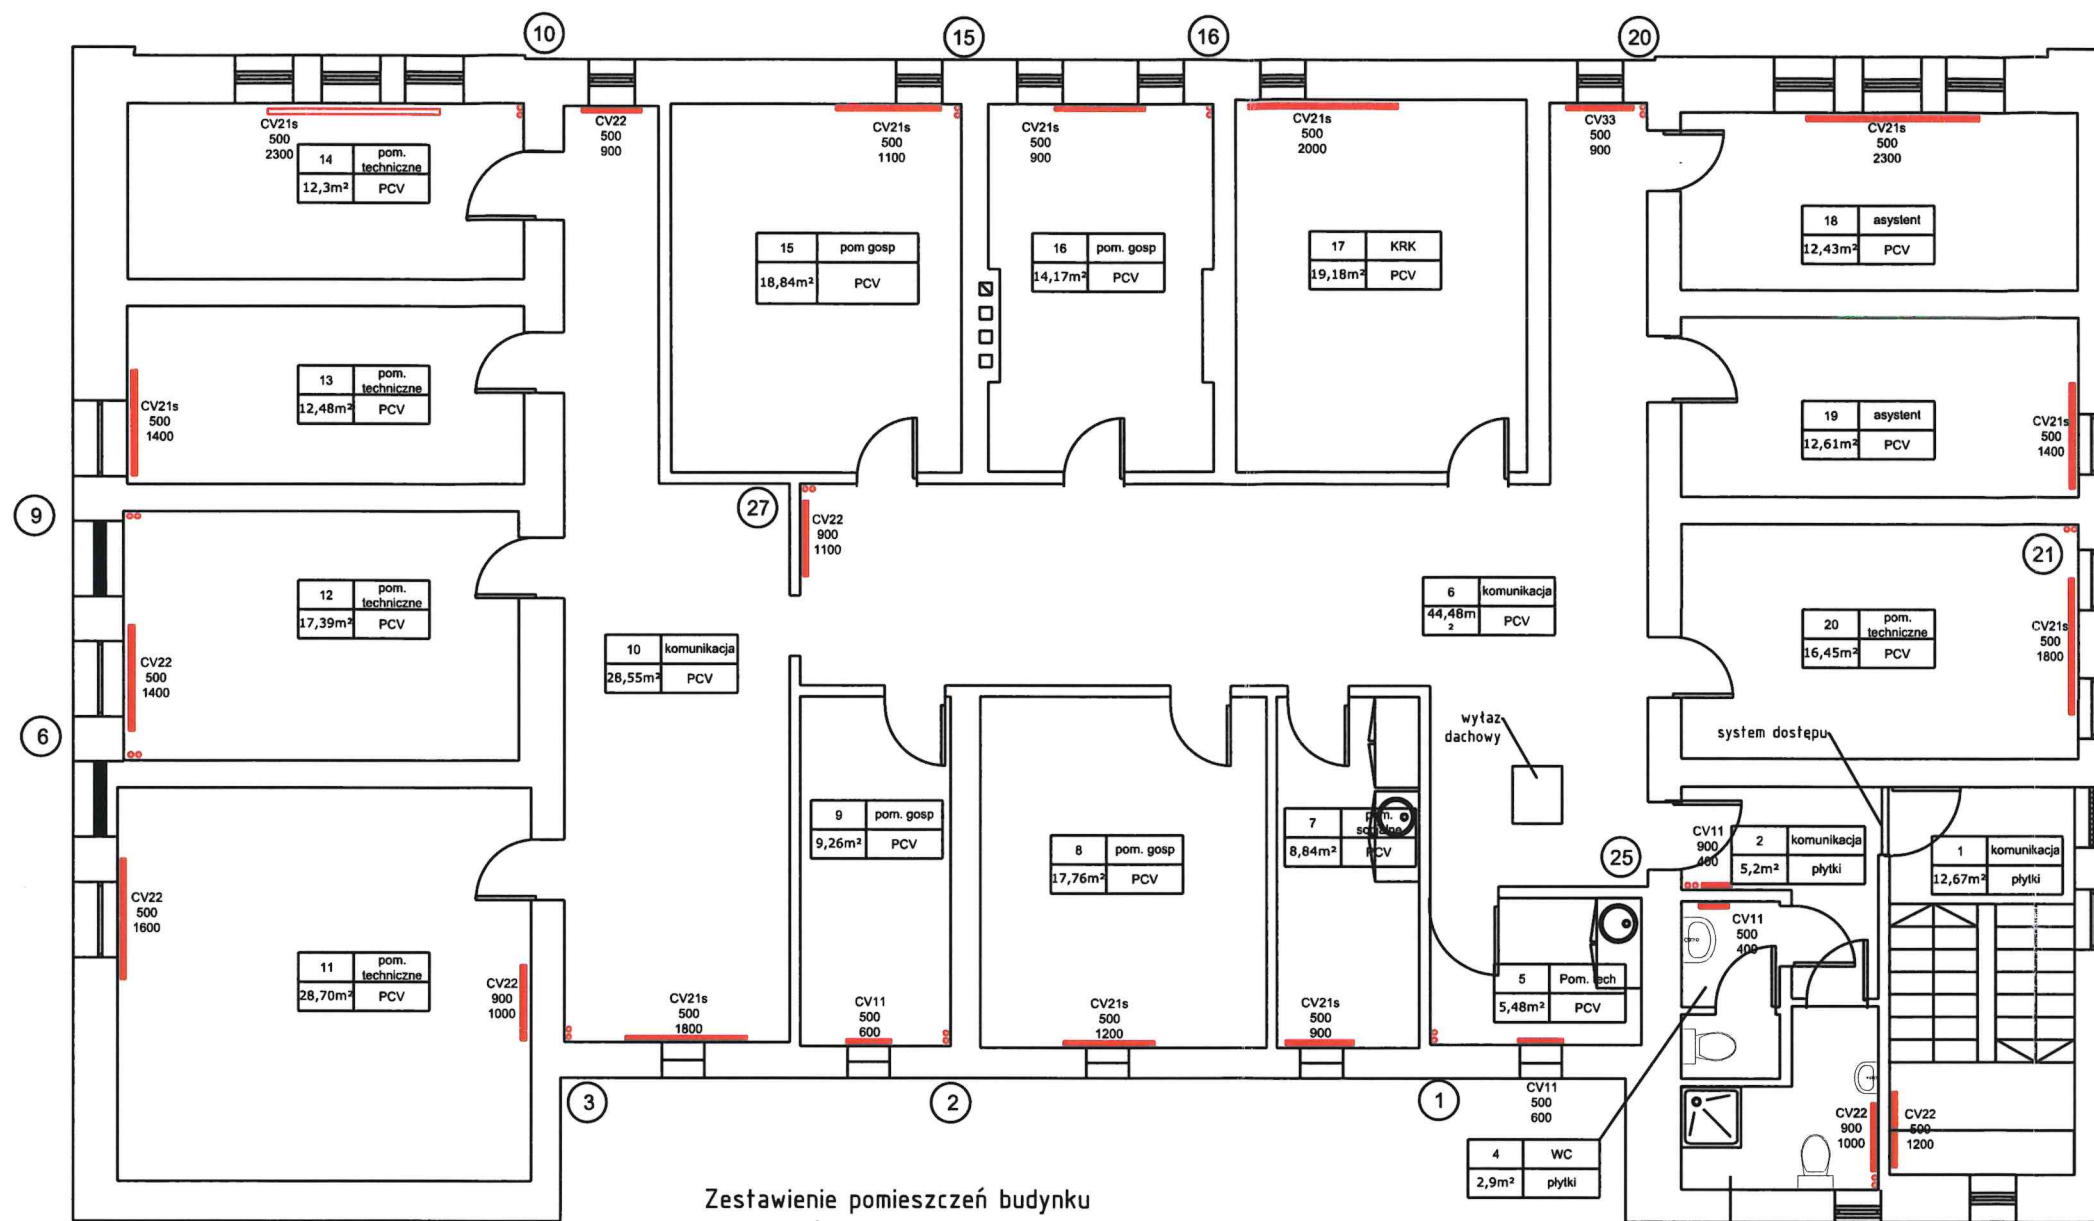 10
15
16
20
CV21s
500
2300
14 pom. techniczne
12,3m² PCV
CV22
500
900
CV21s
500
1100
CV21s
500
900
CV21s
500
2000
CV33
500
900
CV21s
500
2300
15 pom gosp
18,84m² PCV
16 pom. gosp
14,17m² PCV
17 KRK
19,18m² PCV
18 asystent
12,43m² PCV
13 pom. techniczne
12,48m² PCV
CV21s
500
1400
19 asystent
12,61m² PCV
CV21s
500
1400
9
27
CV22
900
1100
21
12 pom. techniczne
17,39m² PCV
CV22
500
1400
10 komunikacja
28,55m² PCV
6 komunikacja
44,48m² PCV
20 pom. techniczne
16,45m² PCV
CV21s
500
1800
6
wyłaz
dachowy
system dostępu
9 pom. gosp
9,26m² PCV
8 pom. gosp
17,76m² PCV
7 pom. socjalne
8,84m² PCV
25
CV11
900
400
2 komunikacja
5,2m² płytki
1 komunikacja
12,67m² płytki
CV22
500
1600
11 pom. techniczne
28,70m² PCV
CV22
900
1000
CV11
500
400
5 Pom. tech
5,48m² PCV
CV21s
500
1800
CV11
500
600
CV21s
500
1200
CV21s
500
900
3
2
1
CV11
500
600
CV22
900
1000
CV22
500
1200
4 WC
2,9m² płytki
Zestawienie pomieszczeń budynku